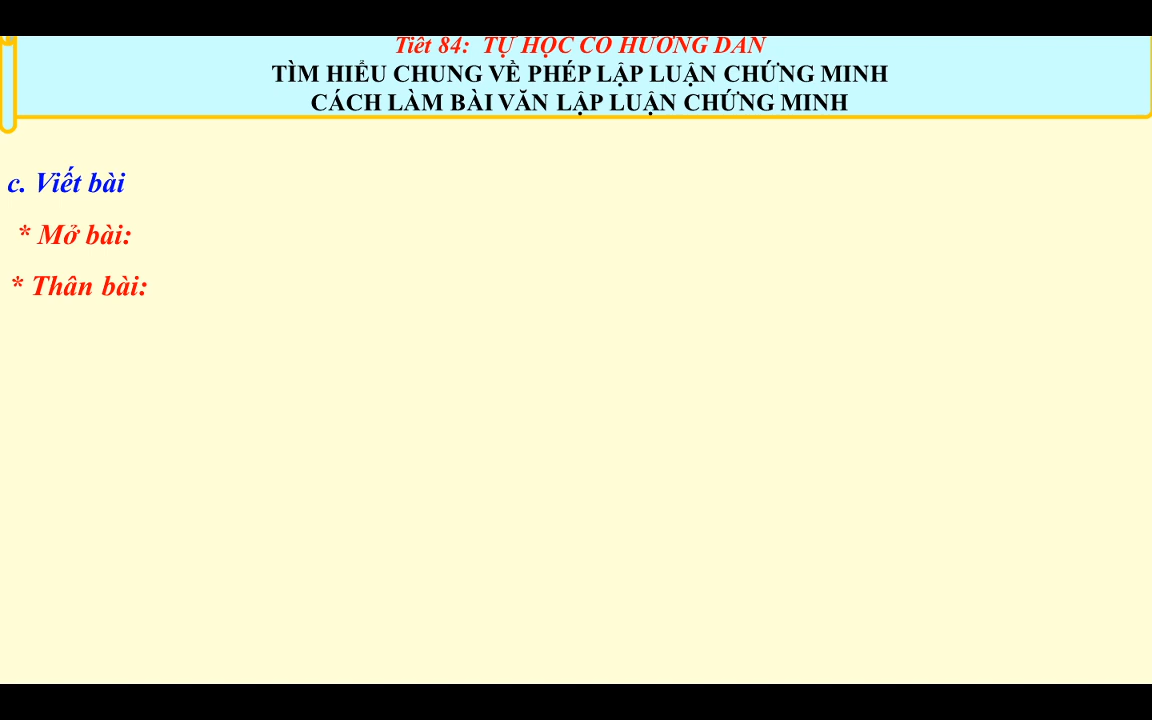 Tiết 84: TỰ HỌC CÓ HƯỚNG DẪN
TÌM HIỂU CHUNG VỀ PHÉP LẬP LUẬN CHỨNG MINH
CÁCH LÀM BÀI VĂN LẬP LUẬN CHỨNG MINH
c. Viết bài
* Mở bài:
* Thân bài: